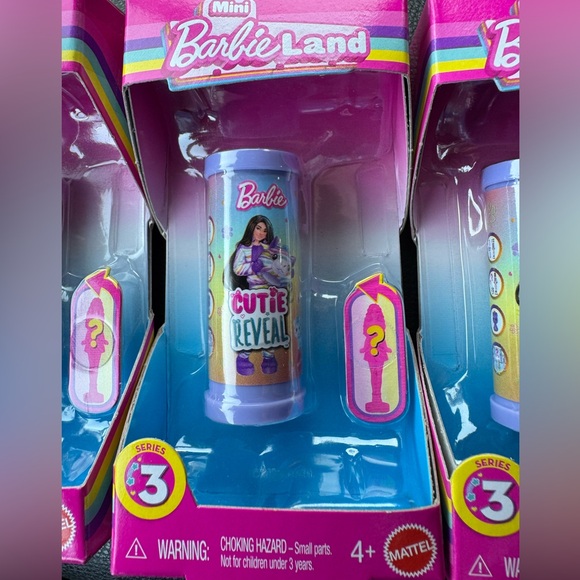 Mini
Barbie Land
Barbie
CUTIE
REVEAL
?
?
SERIES
3
SERIES
3
WARNING: CHOKING HAZARD – Small parts.
Not for children under 3 years.
4+
MATTEL